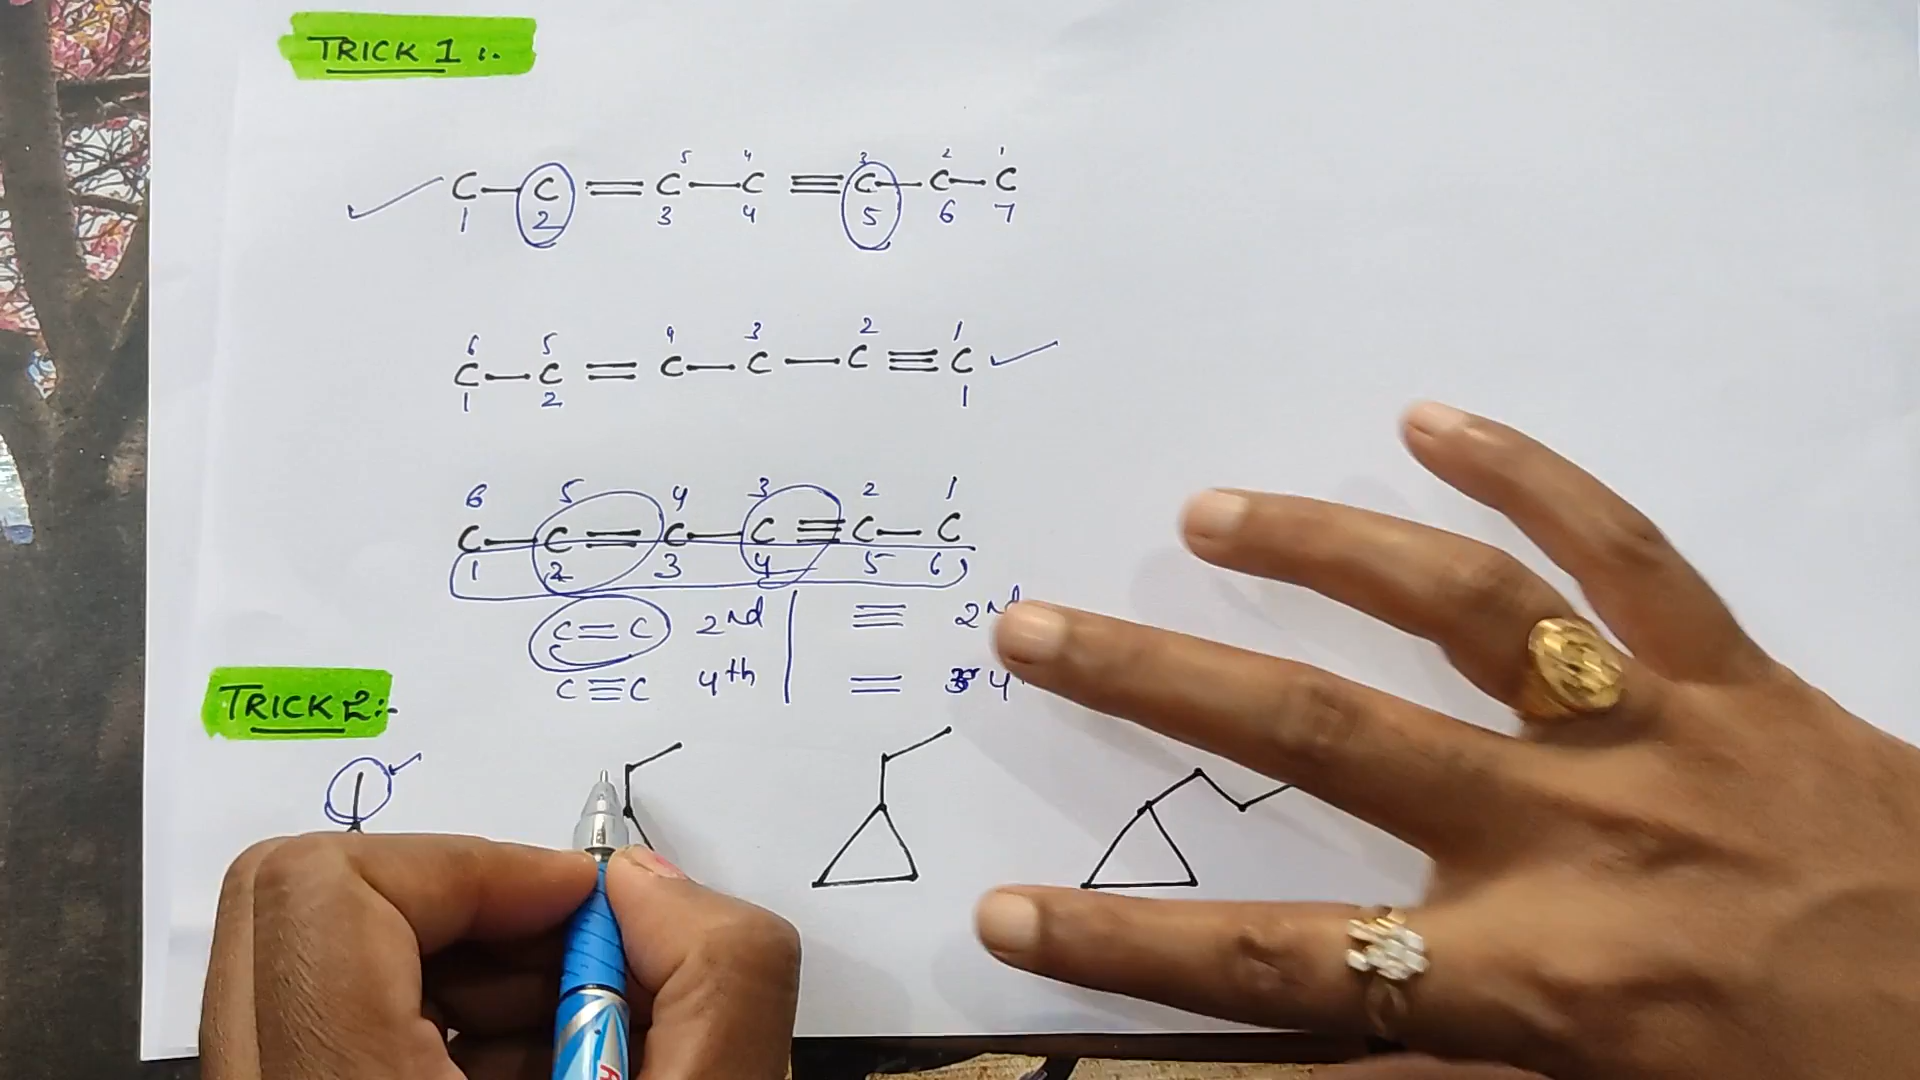 TRICK 1 :.
5 4 3 2 1
C—C=C—C≡C—C—C
1 2 3 4 5 6 7
6 5 4 3 2 1
C—C=C—C—C≡C
1 2 1
6 5 4 3 2 1
C—C=C—C≡C—C
1 2 3 4 5 6
C=C 2nd ≡ 2nd
C≡C 4th = 4
TRICK 2:-